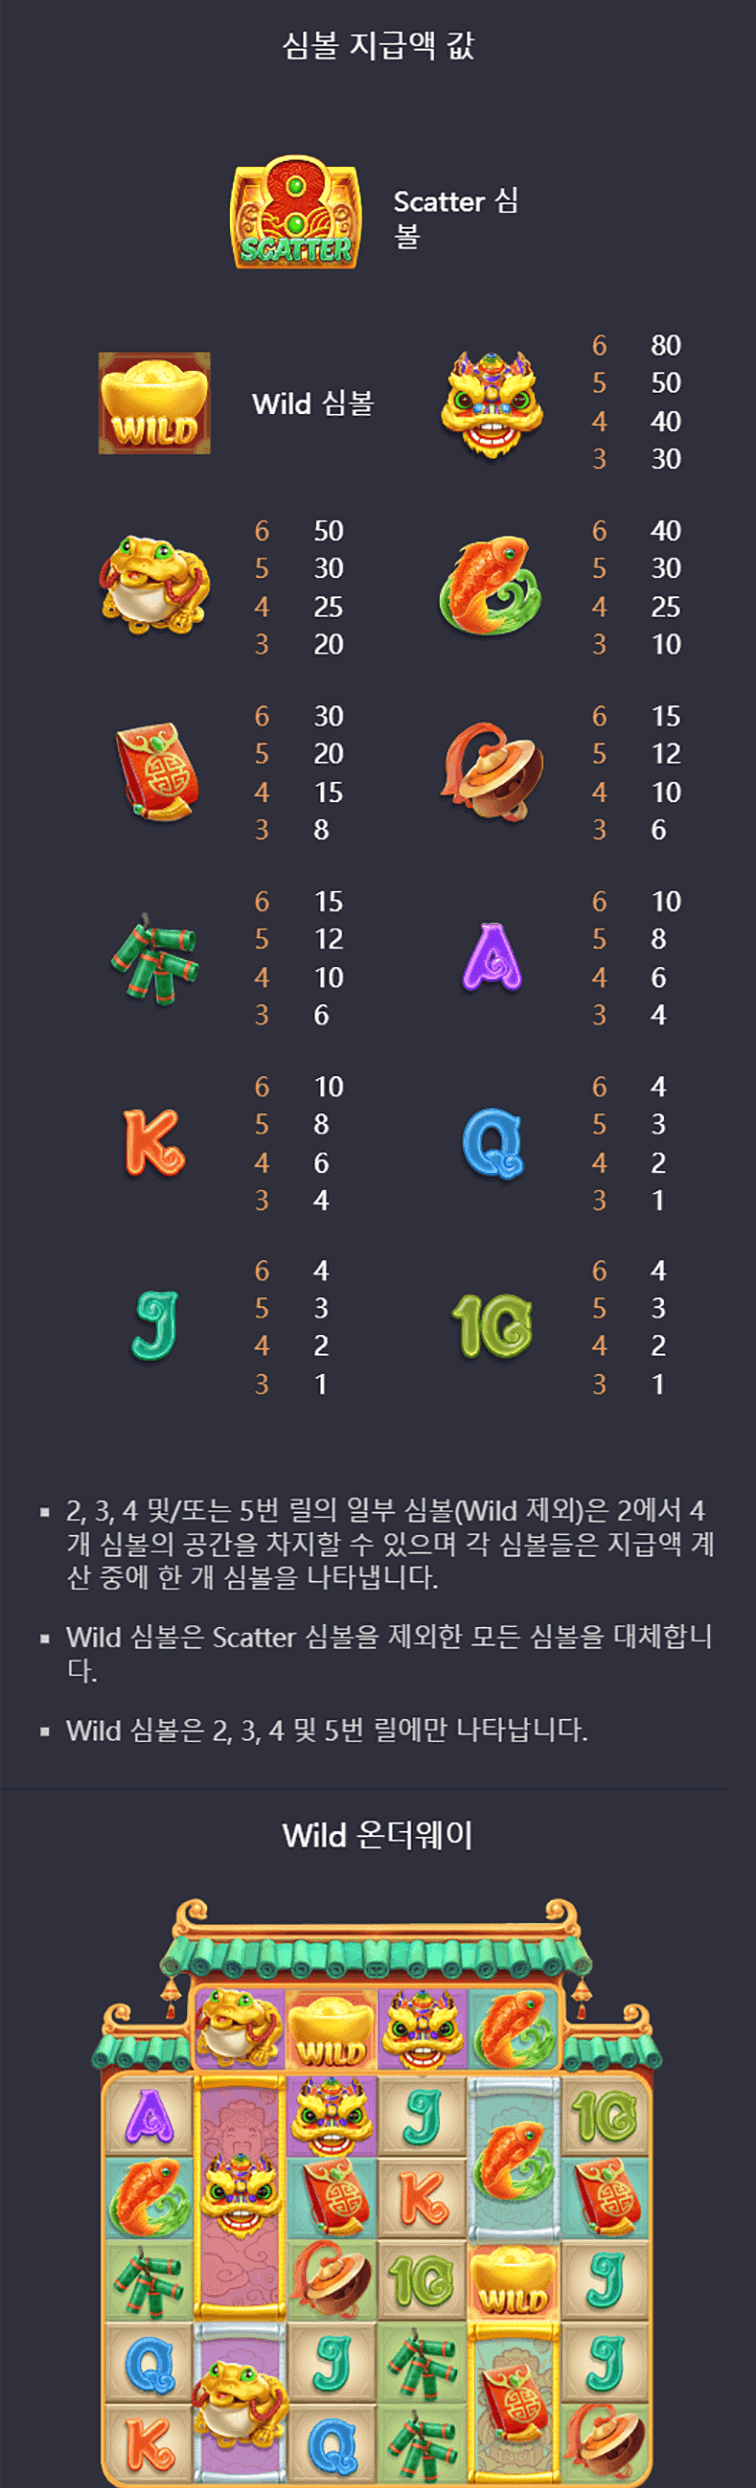 심볼 지급액 값
SCATTER
Scatter 심
볼
WILD
Wild 심볼
6 80
5 50
4 40
3 30
6 50
5 30
4 25
3 20
6 40
5 30
4 25
3 10
6 30
5 20
4 15
3 8
6 15
5 12
4 10
3 6
6 15
5 12
4 10
3 6
A
6 10
5 8
6 6
3 4
K
6 10
5 8
4 6
3 4
Q
6 4
5 3
4 2
3 1
J
6 4
5 3
4 2
3 1
10
6 4
5 3
4 2
3 1
▪ 2, 3, 4 및/또는 5번 릴의 일부 심볼(Wild 제외)은 2에서 4
개 심볼의 공간을 차지할 수 있으며 각 심볼들은 지급액 계
산 중에 한 개 심볼을 나타냅니다.
▪ Wild 심볼은 Scatter 심볼을 제외한 모든 심볼을 대체합니
다.
▪ Wild 심볼은 2, 3, 4 및 5번 릴에만 나타납니다.
Wild 온더웨이
WILD
A J 10
K
10 WILD J
Q J J
K Q